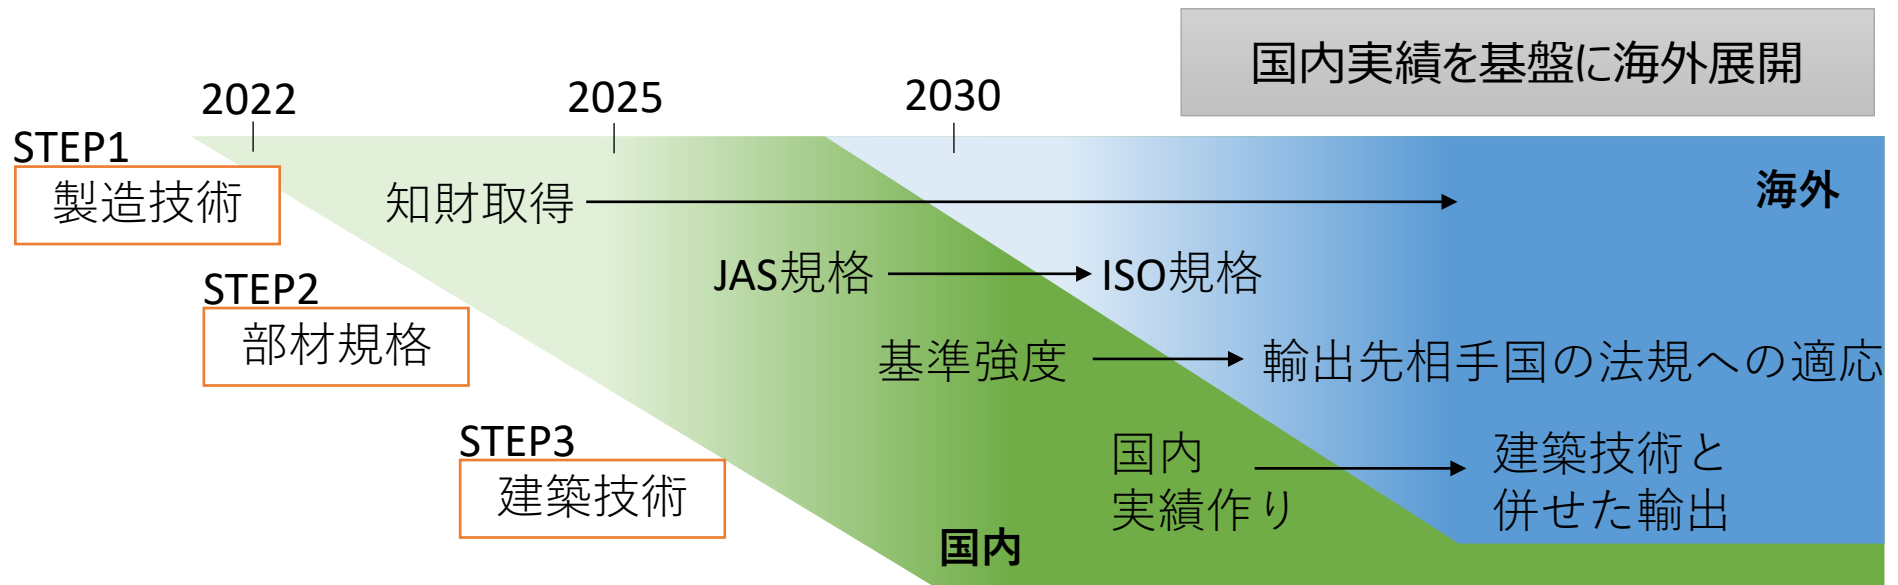 国内実績を基盤に海外展開
2022
2025
2030
STEP1
製造技術
知財取得
海外
JAS規格
ISO規格
STEP2
部材規格
基準強度
輸出先相手国の法規への適応
STEP3
建築技術
国内
実績作り
建築技術と
併せた輸出
国内